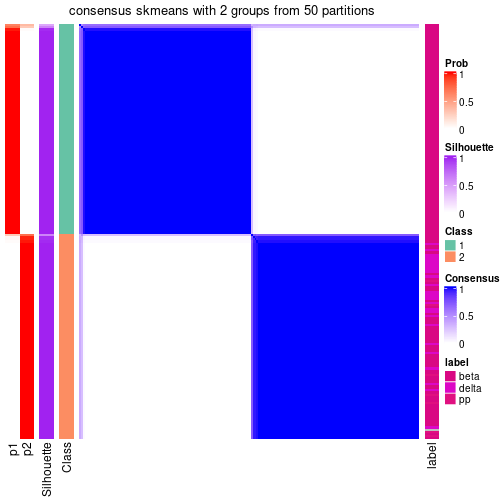 consensus skmeans with 2 groups from 50 partitions
Prob
1
0.5
0
Silhouette
1
0.5
0
Class
1
2
Consensus
1
0.5
0
label
beta
delta
pp
p1
p2
Silhouette
Class
label